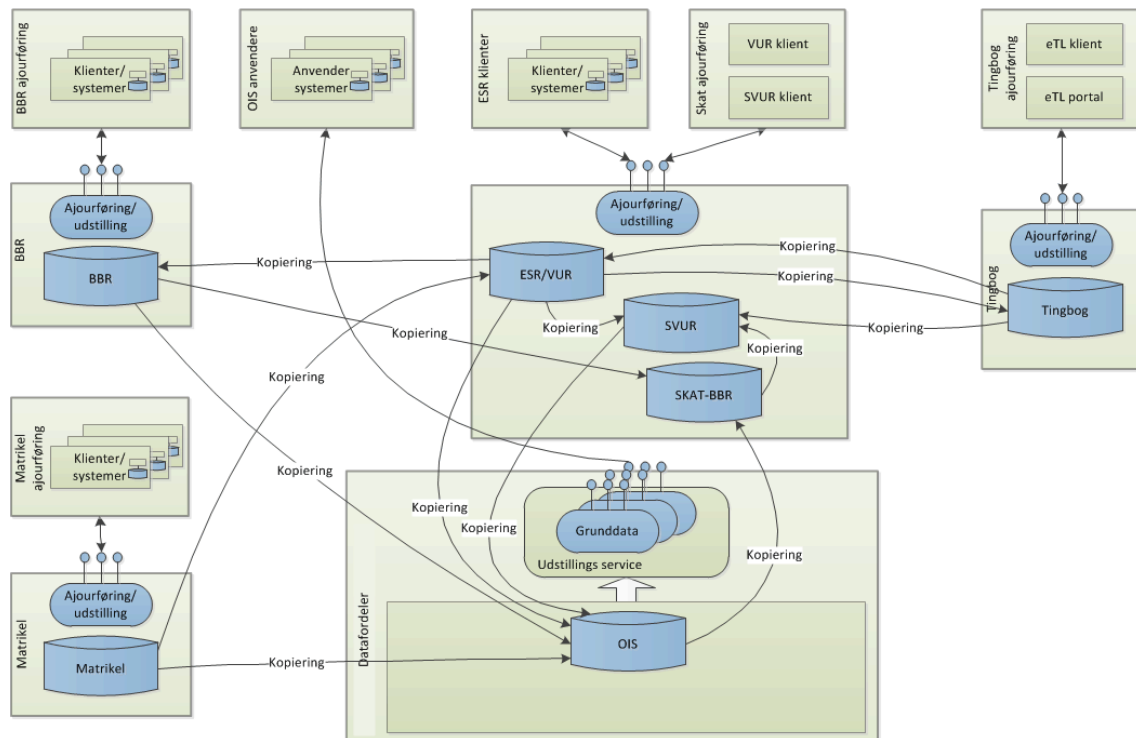 BBR ajourføring
Klienter/
systemer
OIS anvendere
Anvender
systemer
ESR klienter
Klienter/
systemer
Skat ajourføring
VUR klient
SVUR klient
Tingbog
ajourføring
eTL klient
eTL portal
BBR
Ajourføring/
udstilling
BBR
Ajourføring/
udstilling
ESR/VUR
SVUR
SKAT-BBR
Tingbog
Ajourføring/
udstilling
Tingbog
Kopiering
Kopiering
Kopiering
Kopiering
Kopiering
Kopiering
Kopiering
Kopiering
Matrikel
ajourføring
Klienter/
systemer
Kopiering
Kopiering
Kopiering
Kopiering
Kopiering
Matrikel
Ajourføring/
udstilling
Matrikel
Datafordeler
Grunddata
Udstillings service
OIS